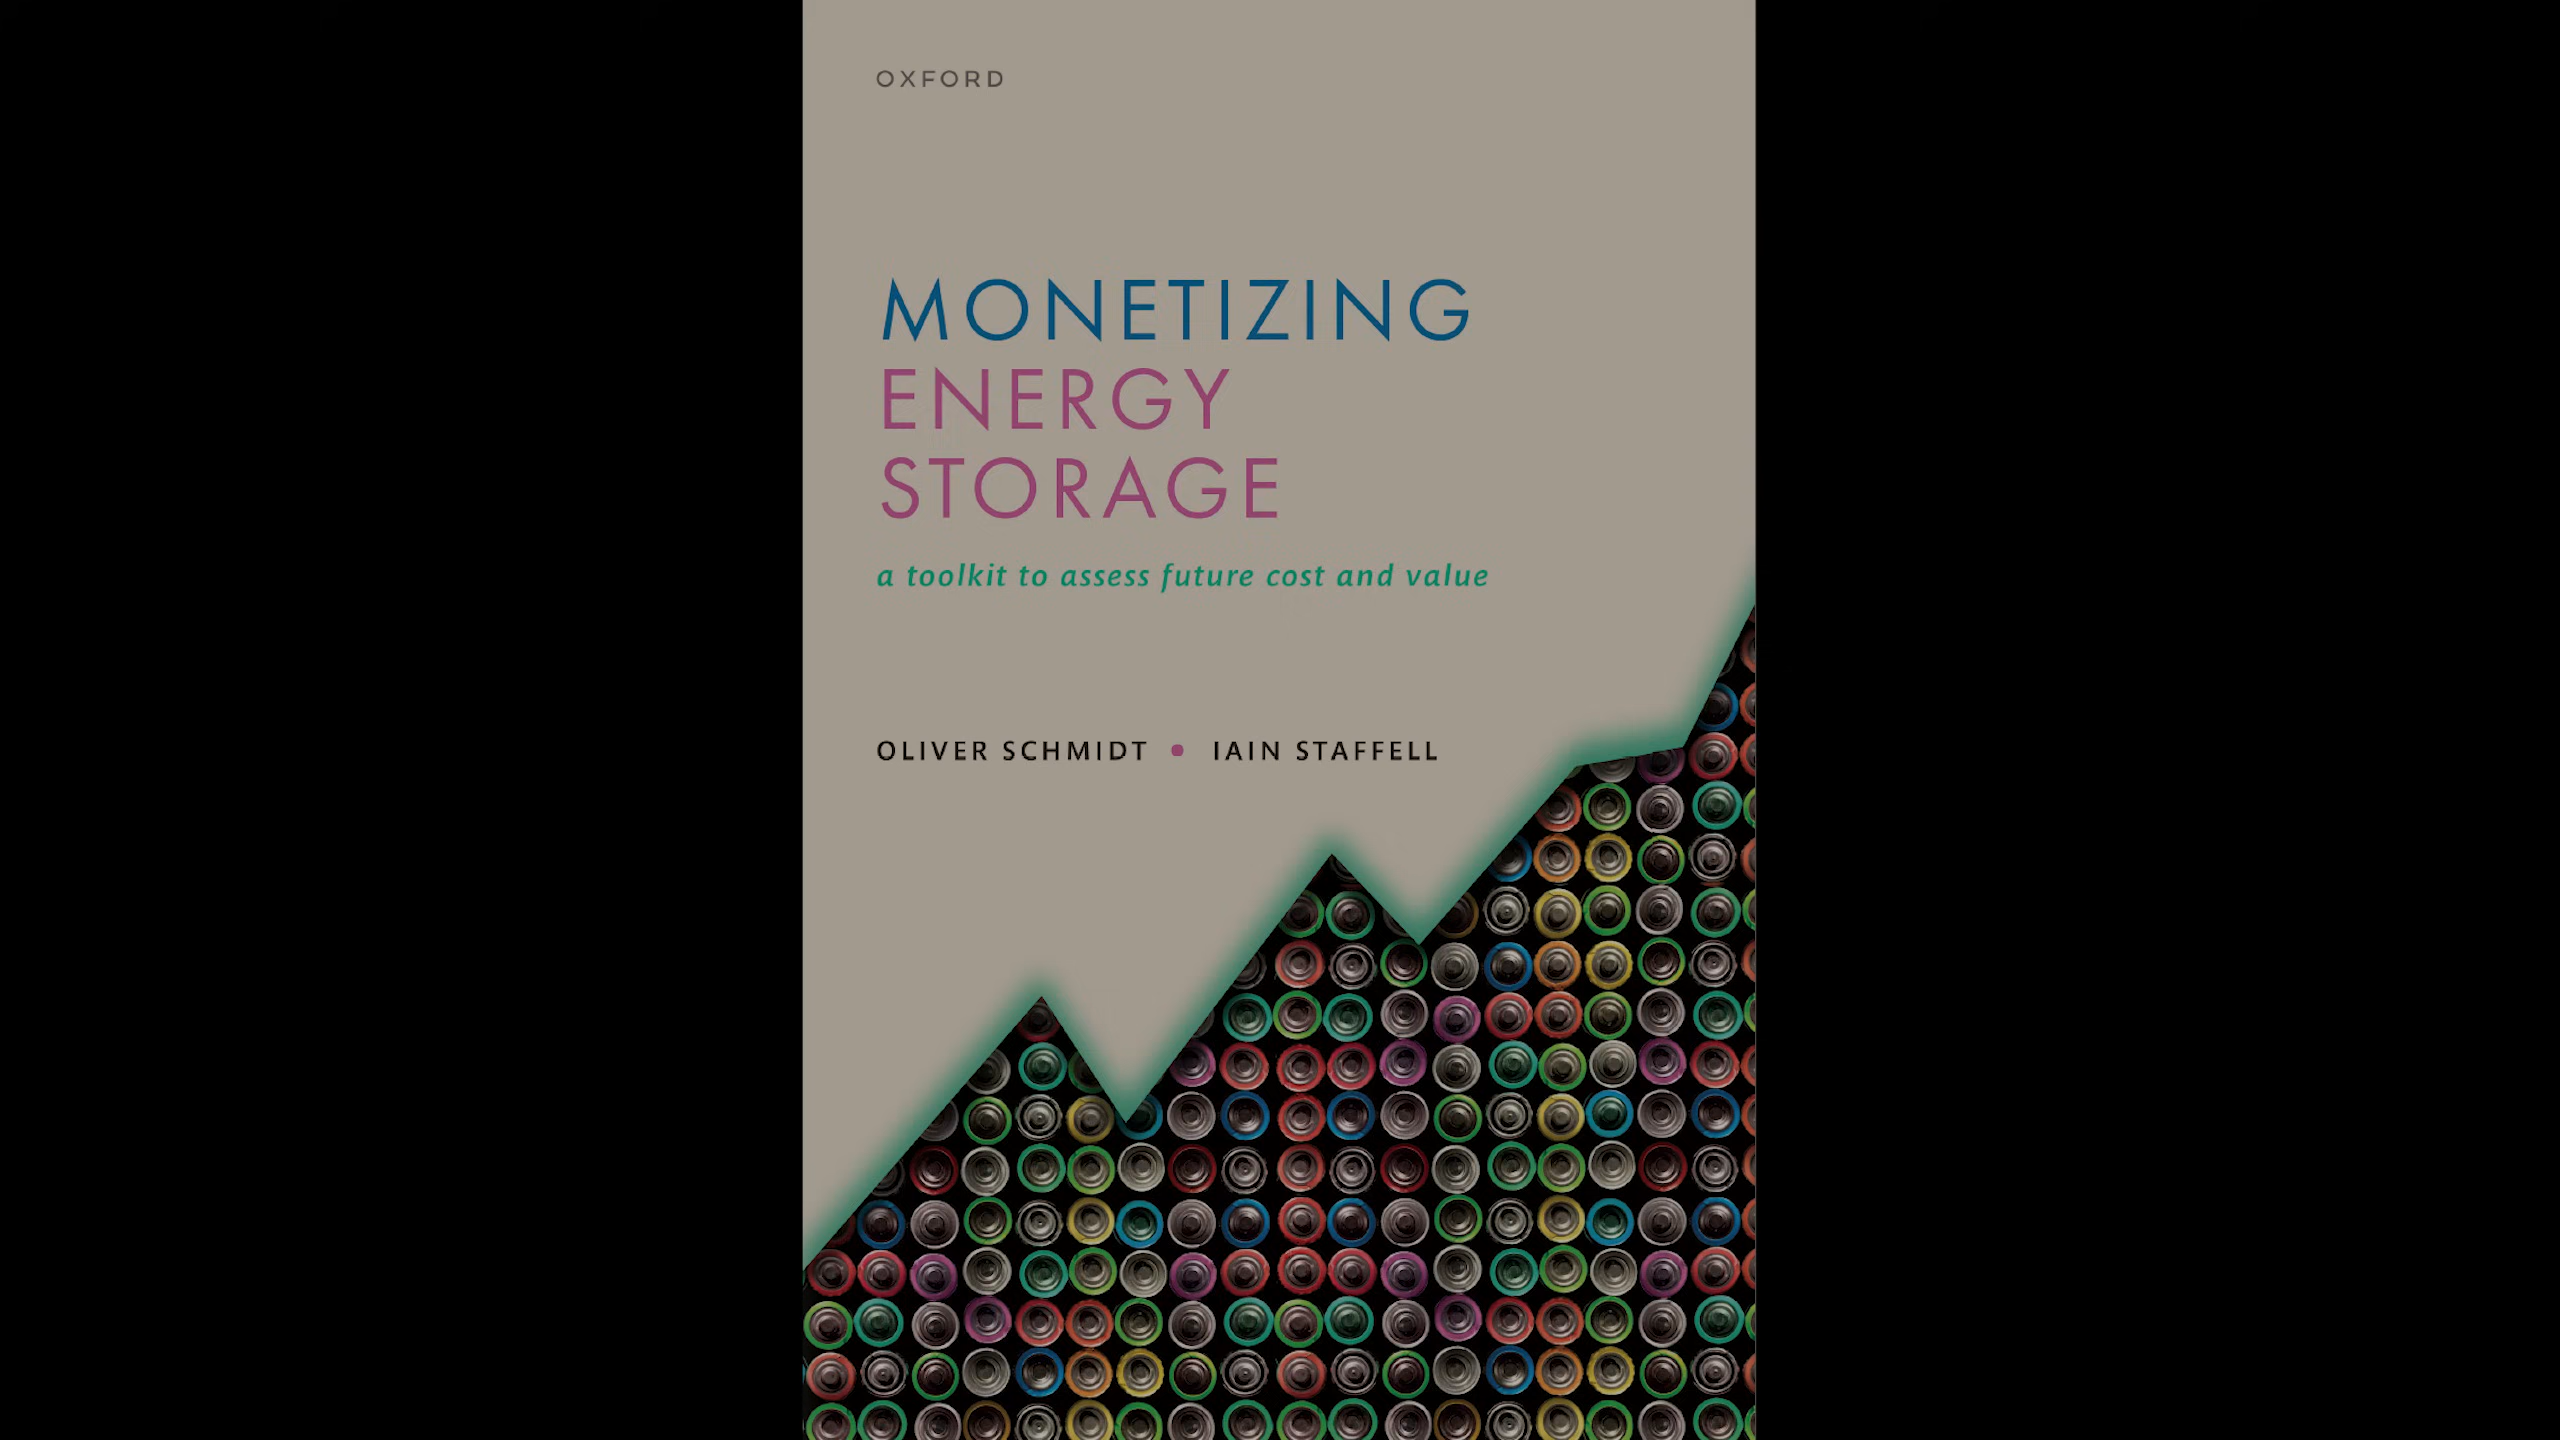 OXFORD
MONETIZING
ENERGY
STORAGE
a toolkit to assess future cost and value
OLIVER SCHMIDT • IAIN STAFFELL